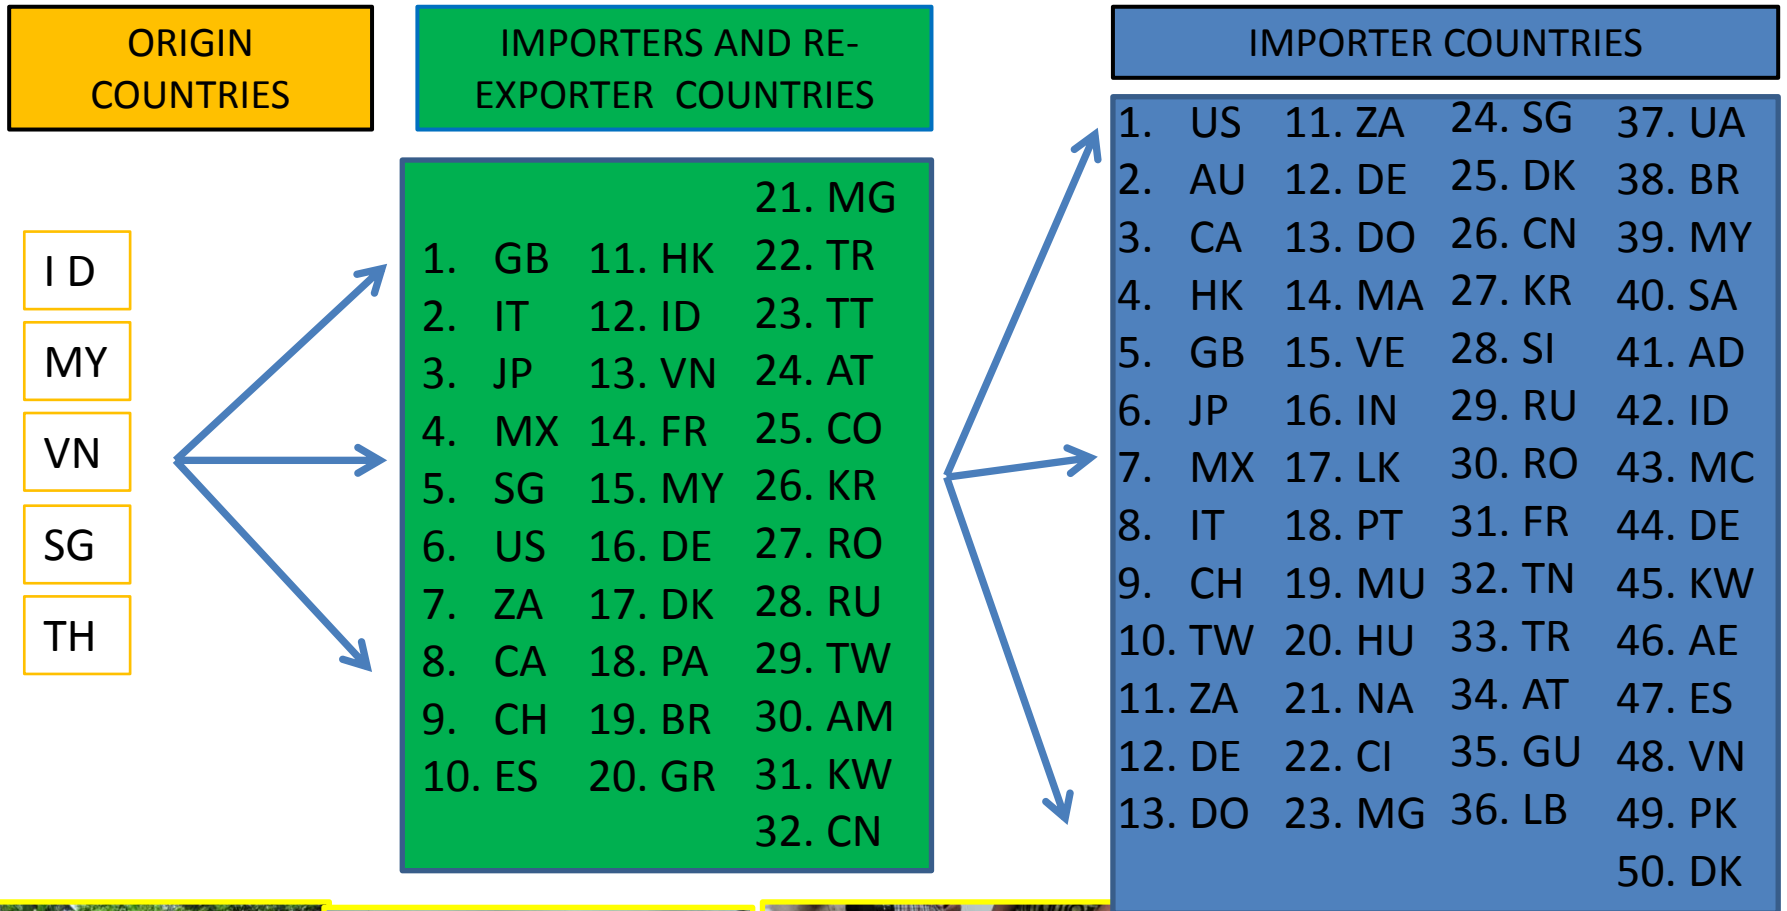 ORIGIN
COUNTRIES
IMPORTERS AND RE-
EXPORTER COUNTRIES
IMPORTER COUNTRIES
I D
MY
VN
SG
TH
1. GB
2. IT
3. JP
4. MX
5. SG
6. US
7. ZA
8. CA
9. CH
10. ES
11. HK
12. ID
13. VN
14. FR
15. MY
16. DE
17. DK
18. PA
19. BR
20. GR
21. MG
22. TR
23. TT
24. AT
25. CO
26. KR
27. RO
28. RU
29. TW
30. AM
31. KW
32. CN
1. US
2. AU
3. CA
4. HK
5. GB
6. JP
7. MX
8. IT
9. CH
10. TW
11. ZA
12. DE
13. DO
11. ZA
12. DE
13. DO
14. MA
15. VE
16. IN
17. LK
18. PT
19. MU
20. HU
21. NA
22. CI
23. MG
24. SG
25. DK
26. CN
27. KR
28. SI
29. RU
30. RO
31. FR
32. TN
33. TR
34. AT
35. GU
36. LB
37. UA
38. BR
39. MY
40. SA
41. AD
42. ID
43. MC
44. DE
45. KW
46. AE
47. ES
48. VN
49. PK
50. DK